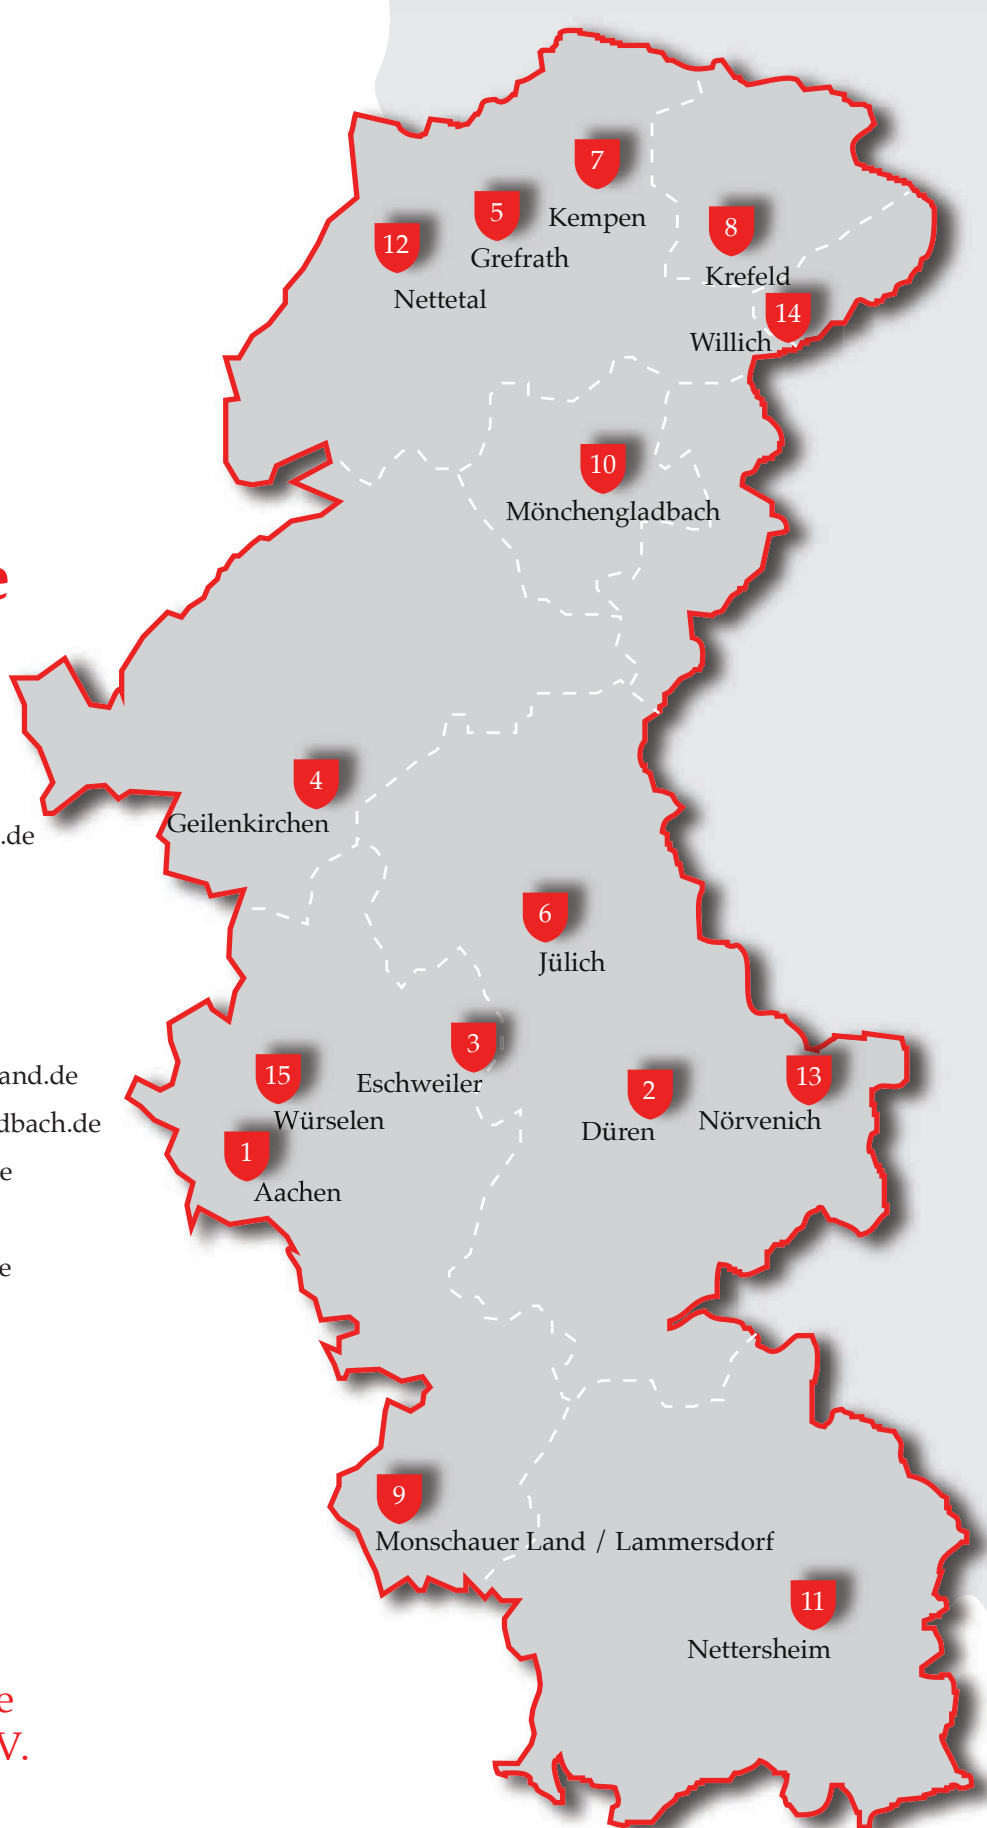 7
Kempen
5
Grefrath
8
Krefeld
12
Nettetal
14
Willich
10
Mönchengladbach
e
4
Geilenkirchen
.de
6
Jülich
3
Eschweiler
15
Würselen
and.de
2
Düren
13
Nörvenich
dbach.de
1
Aachen
e
e
9
Monschauer Land / Lammersdorf
11
Nettersheim
e
V.